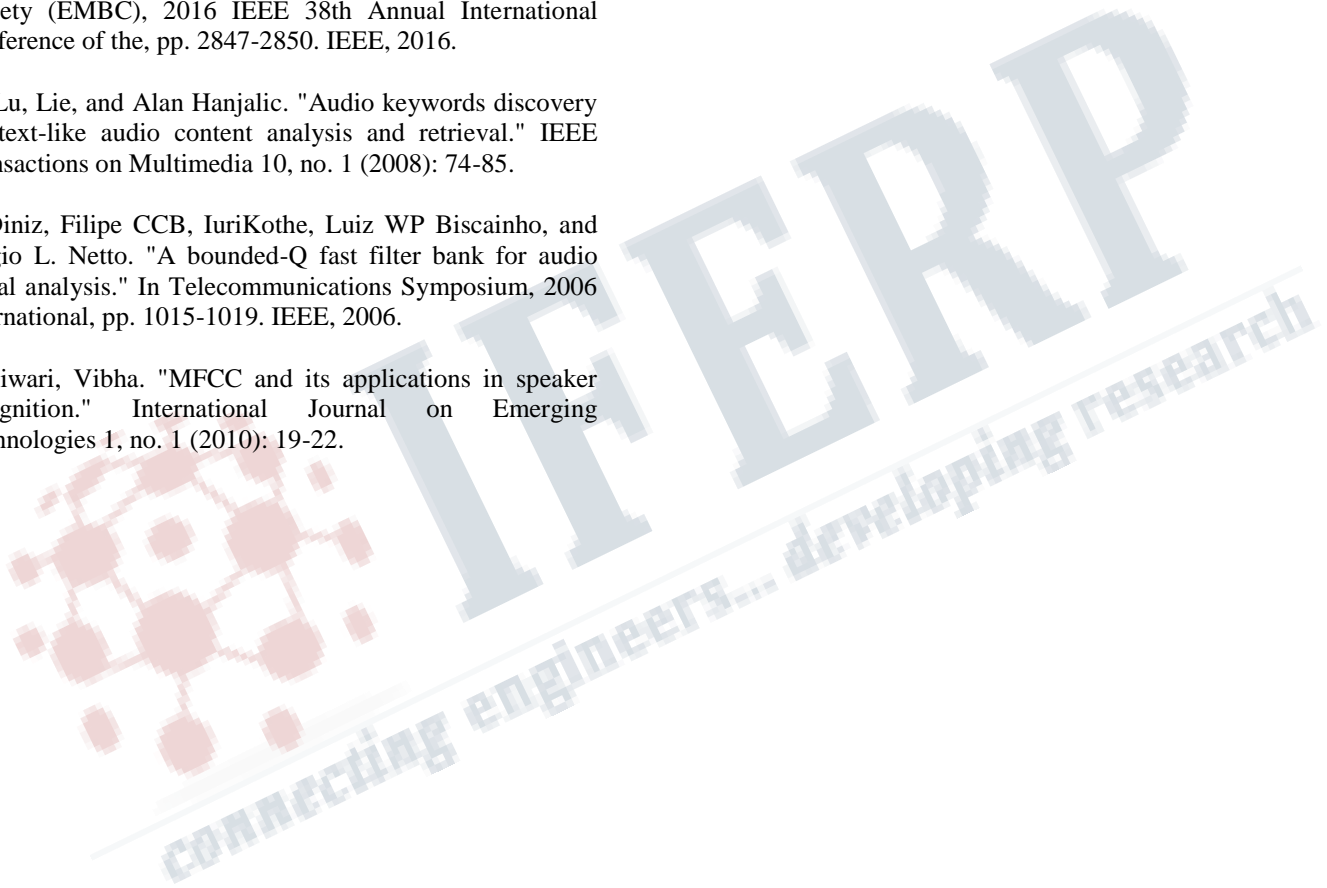 ety (EMBC), 2016 IEEE 38th Annual International
ference of the, pp. 2847-2850. IEEE, 2016.
Lu, Lie, and Alan Hanjalic. "Audio keywords discovery
text-like audio content analysis and retrieval." IEEE
nsactions on Multimedia 10, no. 1 (2008): 74-85.
Diniz, Filipe CCB, IuriKothe, Luiz WP Biscainho, and
gio L. Netto. "A bounded-Q fast filter bank for audio
al analysis." In Telecommunications Symposium, 2006
rnational, pp. 1015-1019. IEEE, 2006.
iwari, Vibha. "MFCC and its applications in speaker
gnition." International Journal on Emerging
hnologies 1, no. 1 (2010): 19-22.
IFERP
connecting engineers... developing research